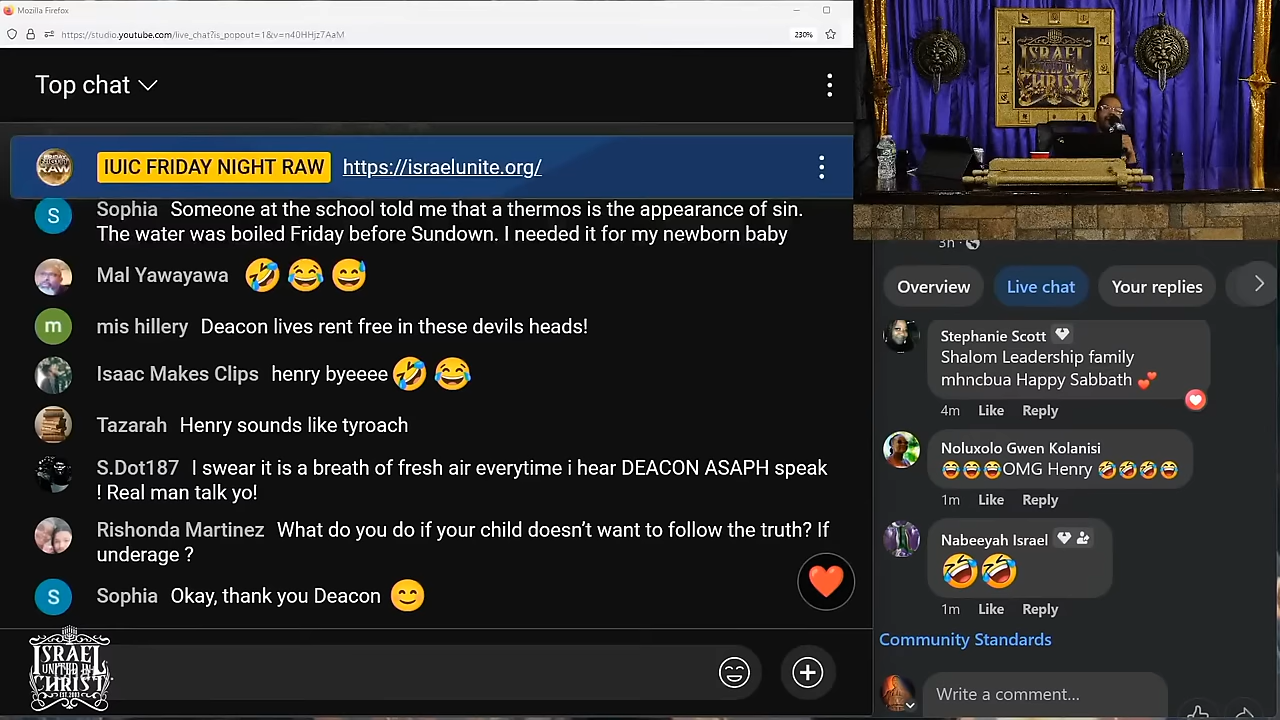 Mozilla Firefox
https://studio.youtube.com/live_chat?is_popout=1&v=n40HHjz7AaM
230%
Top chat
FRIDAY NIGHT RAW
IUIC FRIDAY NIGHT RAW https://israelunite.org/
S
Sophia Someone at the school told me that a thermos is the appearance of sin.
The water was boiled Friday before Sundown. I needed it for my newborn baby
Mal Yawayawa 🤣 😂 😅
m
mis hillery Deacon lives rent free in these devils heads!
Isaac Makes Clips henry byeeee🤣 😂
Tazarah Henry sounds like tyroach
S.Dot187 I swear it is a breath of fresh air everytime i hear DEACON ASAPH speak
! Real man talk yo!
Rishonda Martinez What do you do if your child doesn't want to follow the truth? If
underage ?
S
Sophia Okay, thank you Deacon 😊
ISRAEL
UNITED IN
CHRIST
EST. 2003
ISRAEL
UNITED IN
CHRIST
3h
Overview
Live chat
Your replies
Stephanie Scott
Shalom Leadership family
mhncbua Happy Sabbath 💕
4m Like Reply
Noluxolo Gwen Kolanisi
😂😂😂OMG Henry 🤣🤣🤣😂
1m Like Reply
Nabeeyah Israel
🤣🤣
1m Like Reply
Community Standards
Write a comment...